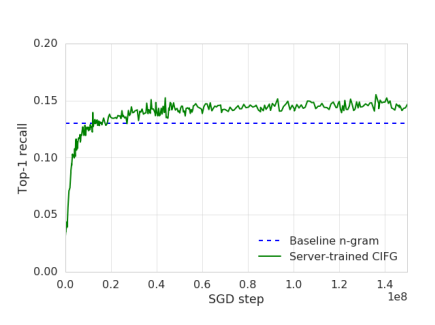 0.20
0.15
0.10
0.05
0.00
Top-1 recall
Baseline n-gram
Server-trained CIFG
0.0 0.2 0.4 0.6 0.8 1.0 1.2 1.4
1e8
SGD step